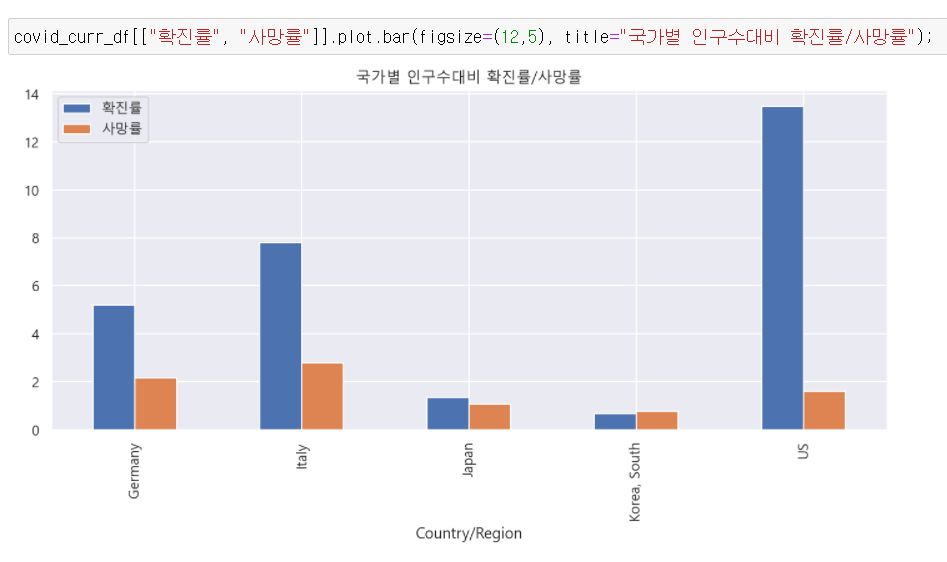 covid_curr_df[["확진률", "사망률"]].plot.bar(figsize=(12,5), title="국가별 인구수대비 확진률/사망률");
국가별 인구수대비 확진률/사망률
확진률
사망률
14
12
10
8
6
4
2
0
Germany
Italy
Japan
Korea, South
US
Country/Region